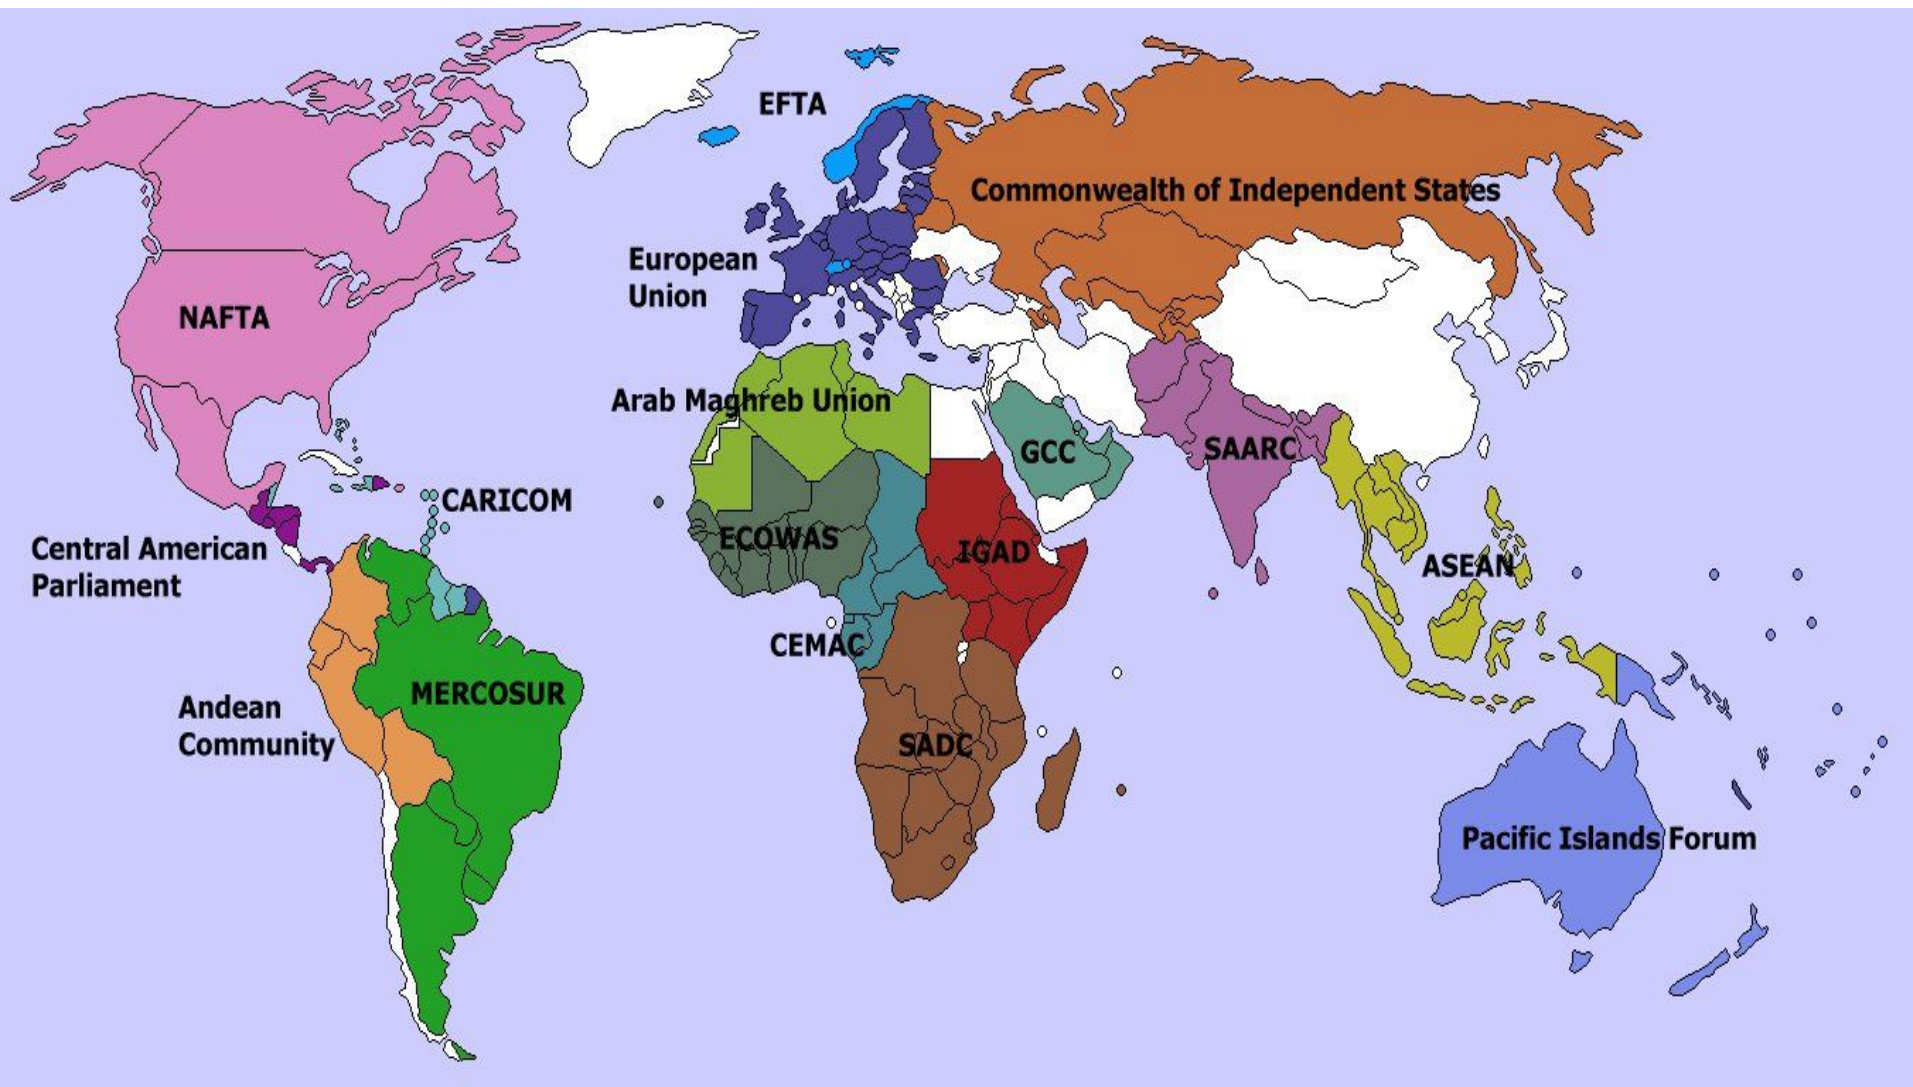 EFTA
Commonwealth of Independent States
European
Union
NAFTA
Arab Maghreb Union
GCC
SAARC
CARICOM
ECOWAS
IGAD
Central American
Parliament
ASEAN
CEMAC
MERCOSUR
Andean
Community
SADC
Pacific Islands Forum